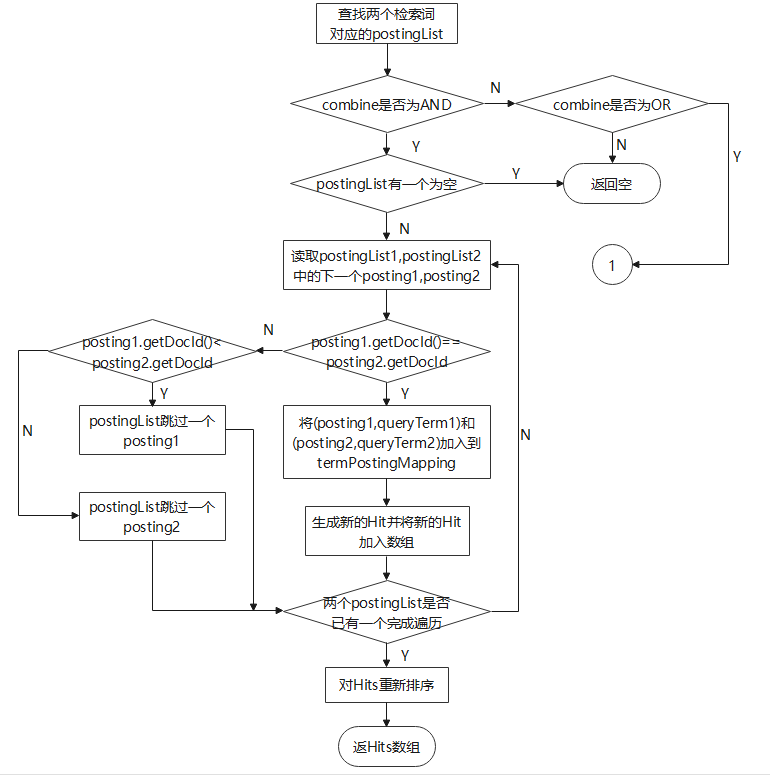 查找两个检索词
对应的postingList
combine是否为AND
N
combine是否为OR
Y
N
Y
postingList有一个为空
Y
返回空
N
1
读取postingList1,postingList2
中的下一个posting1,posting2
posting1.getDocId()<
posting2.getDocId
N
posting1.getDocId()==
posting2.getDocId
Y
Y
N
postingList跳过一个
posting1
将(posting1,queryTerm1)和
(posting2,queryTerm2)加入到
termPostingMapping
N
postingList跳过一个
posting2
生成新的Hit并将新的Hit
加入数组
两个postingList是否
已有一个完成遍历
Y
对Hits重新排序
返Hits数组